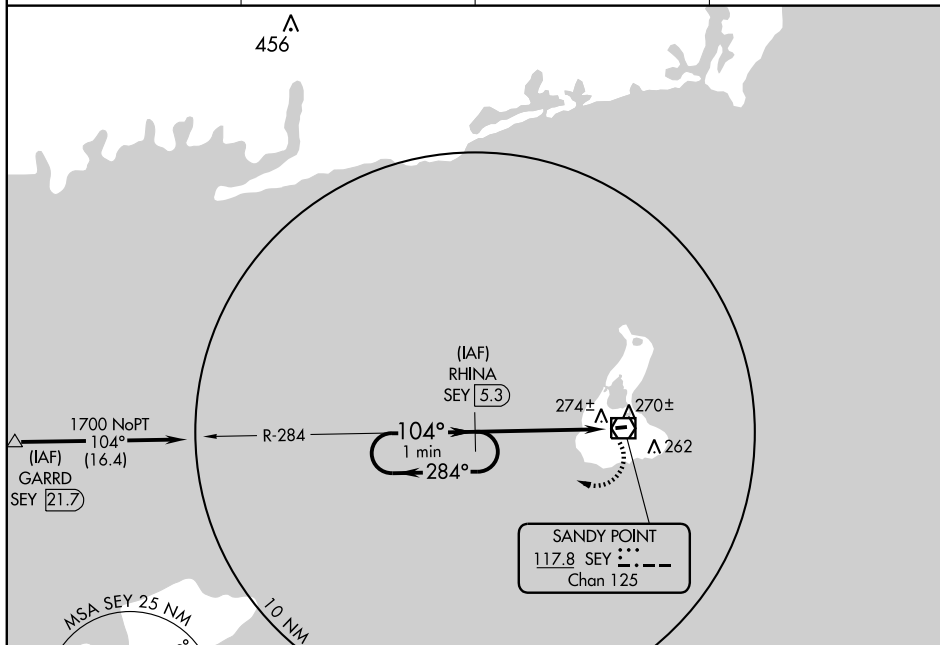 456
(IAF)
RHINA
SEY 5.3
274±
270±
262
1700 NoPT
104°
(16.4)
(IAF)
GARRD
SEY 21.7
R-284
104°
1 min
284°
SANDY POINT
117.8 SEY
Chan 125
MSA SEY 25 NM
10 NM